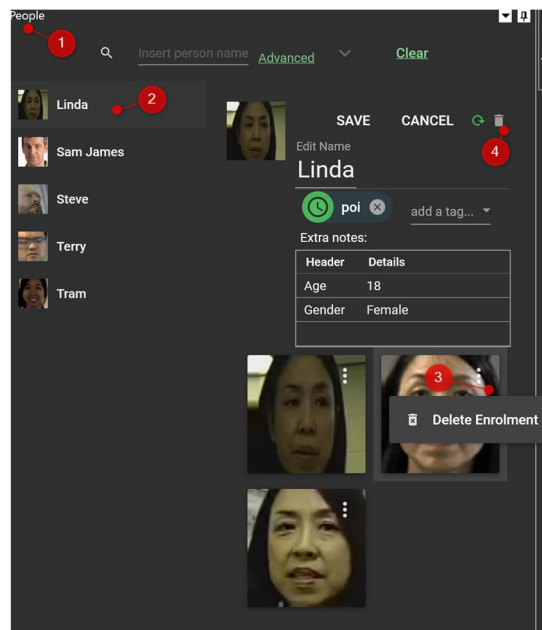 People
1
Insert person name Advanced Clear
Linda
2
SAVE CANCEL
4
Edit Name
Linda
Sam James
poi add a tag...
Steve
Extra notes:
Terry
Header Details
Age 18
Tram
Gender Female
3
Delete Enrolment